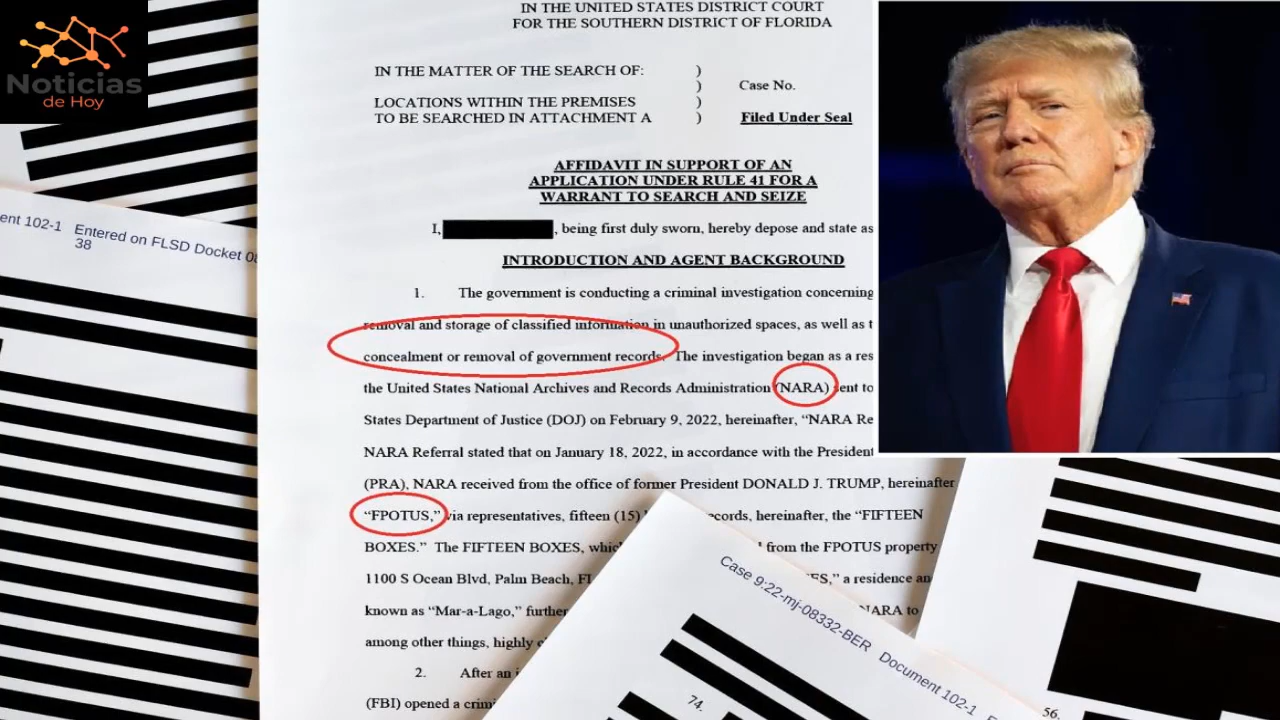 Noticias
de Hoy
ent 102-1 Entered on FLSD Docket
38
IN THE UNITED STATES DISTRICT COURT
FOR THE SOUTHERN DISTRICT OF FLORIDA
IN THE MATTER OF THE SEARCH OF: )
) Case No.
LOCATIONS WITHIN THE PREMISES )
TO BE SEARCHED IN ATTACHMENT A ) Filed Under Seal
AFFIDAVIT IN SUPPORT OF AN
APPLICATION UNDER RULE 41 FOR A
WARRANT TO SEARCH AND SEIZE
I, , being first duly sworn, hereby depose and state as
INTRODUCTION AND AGENT BACKGROUND
1. The government is conducting a criminal investigation concerning
removal and storage of classified information in unauthorized spaces, as well as t
concealment or removal of government records. The investigation began as a res
the United States National Archives and Records Administration (NARA) sent to
States Department of Justice (DOJ) on February 9, 2022, hereinafter, “NARA Re
NARA Referral stated that on January 18, 2022, in accordance with the President
(PRA), NARA received from the office of former President DONALD J. TRUMP, hereinafter
“FPOTUS,” via representatives, fifteen (15) cords, hereinafter, the “FIFTEEN
BOXES.” The FIFTEEN BOXES, whic from the FPOTUS property
1100 S Ocean Blvd, Palm Beach, FL ES,” a residence an
known as “Mar-a-Lago,” further NARA to
among other things, highly c
2. After an i
(FBI) opened a crimi
Case 9:22-mj-08332-BER Document 102-1
74.
56.